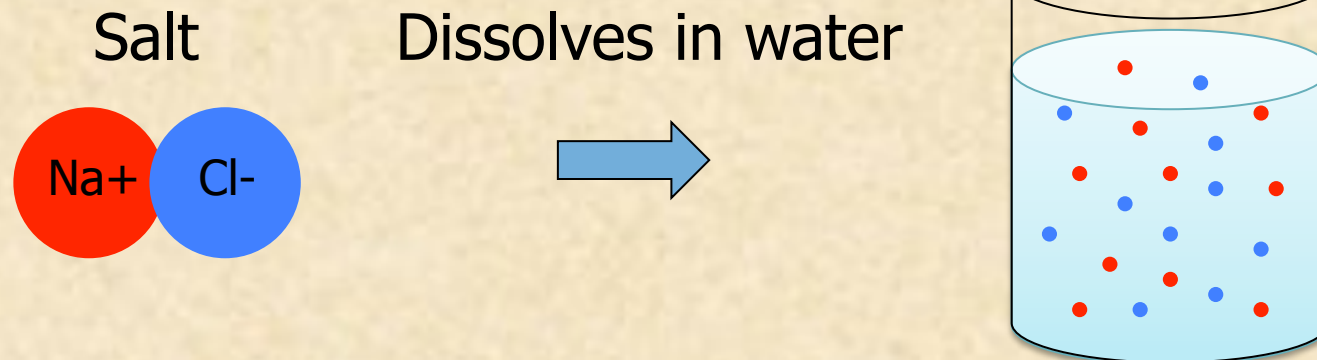 Salt
Dissolves in water
Na+
Cl-